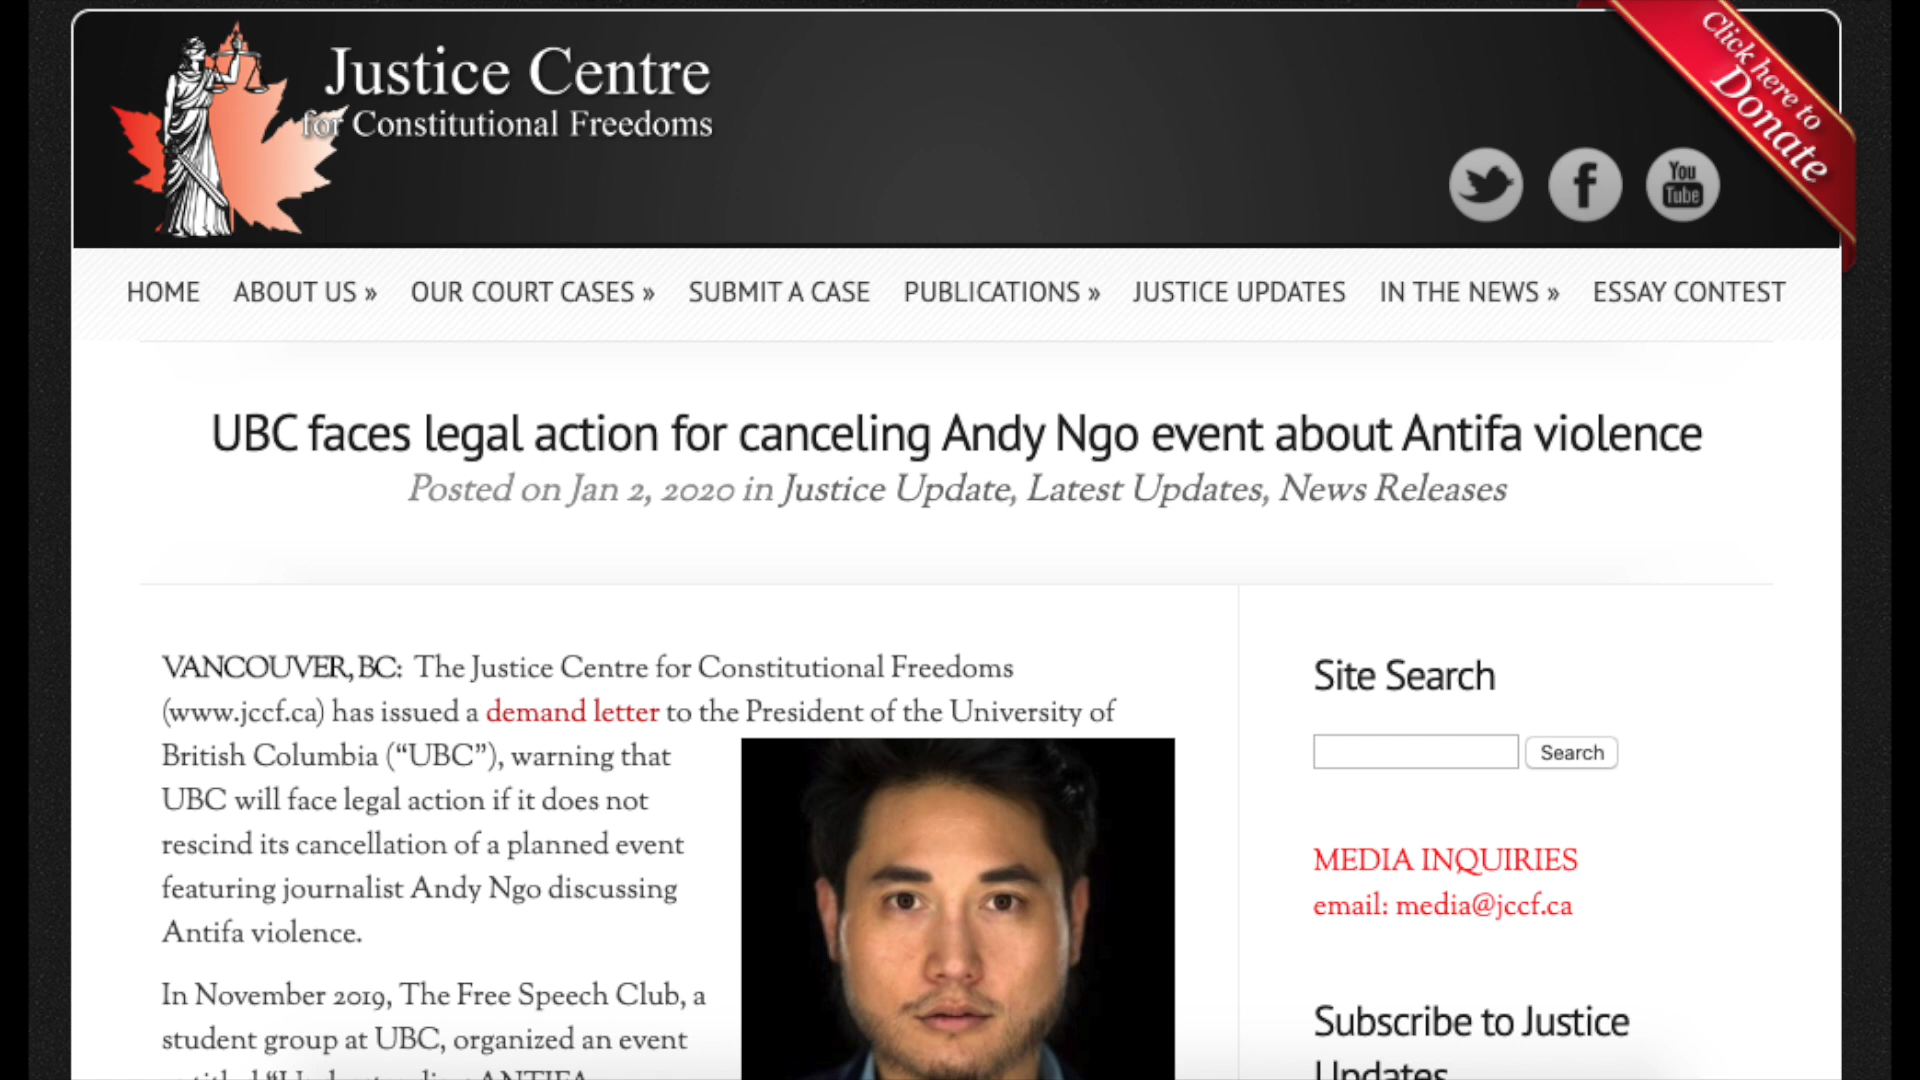 Justice Centre
for Constitutional Freedoms
Click here to
Donate
You
Tube
HOME ABOUT US » OUR COURT CASES » SUBMIT A CASE PUBLICATIONS » JUSTICE UPDATES IN THE NEWS » ESSAY CONTEST
UBC faces legal action for canceling Andy Ngo event about Antifa violence
Posted on Jan 2, 2020 in Justice Update, Latest Updates, News Releases
VANCOUVER, BC: The Justice Centre for Constitutional Freedoms
(www.jccf.ca) has issued a demand letter to the President of the University of
British Columbia (“UBC”), warning that
UBC will face legal action if it does not
rescind its cancellation of a planned event
featuring journalist Andy Ngo discussing
Antifa violence.
In November 2019, The Free Speech Club, a
student group at UBC, organized an event
Site Search
Search
MEDIA INQUIRIES
email: media@jccf.ca
Subscribe to Justice
Updates